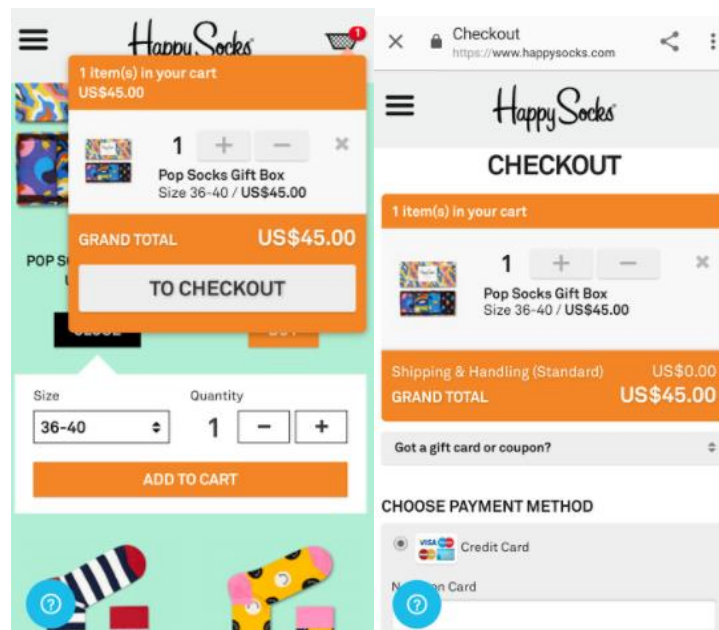 Happy Socks
1
1 item(s) in your cart
US$45.00
1 + − ×
Pop Socks Gift Box
Size 36-40 / US$45.00
GRAND TOTAL US$45.00
TO CHECKOUT
POP
Size Quantity
36-40 1 − +
ADD TO CART
Checkout
https://www.happysocks.com
Happy Socks
CHECKOUT
1 item(s) in your cart
1 + − ×
Pop Socks Gift Box
Size 36-40 / US$45.00
Shipping & Handling (Standard) US$0.00
GRAND TOTAL US$45.00
Got a gift card or coupon?
CHOOSE PAYMENT METHOD
VISA Credit Card
Card